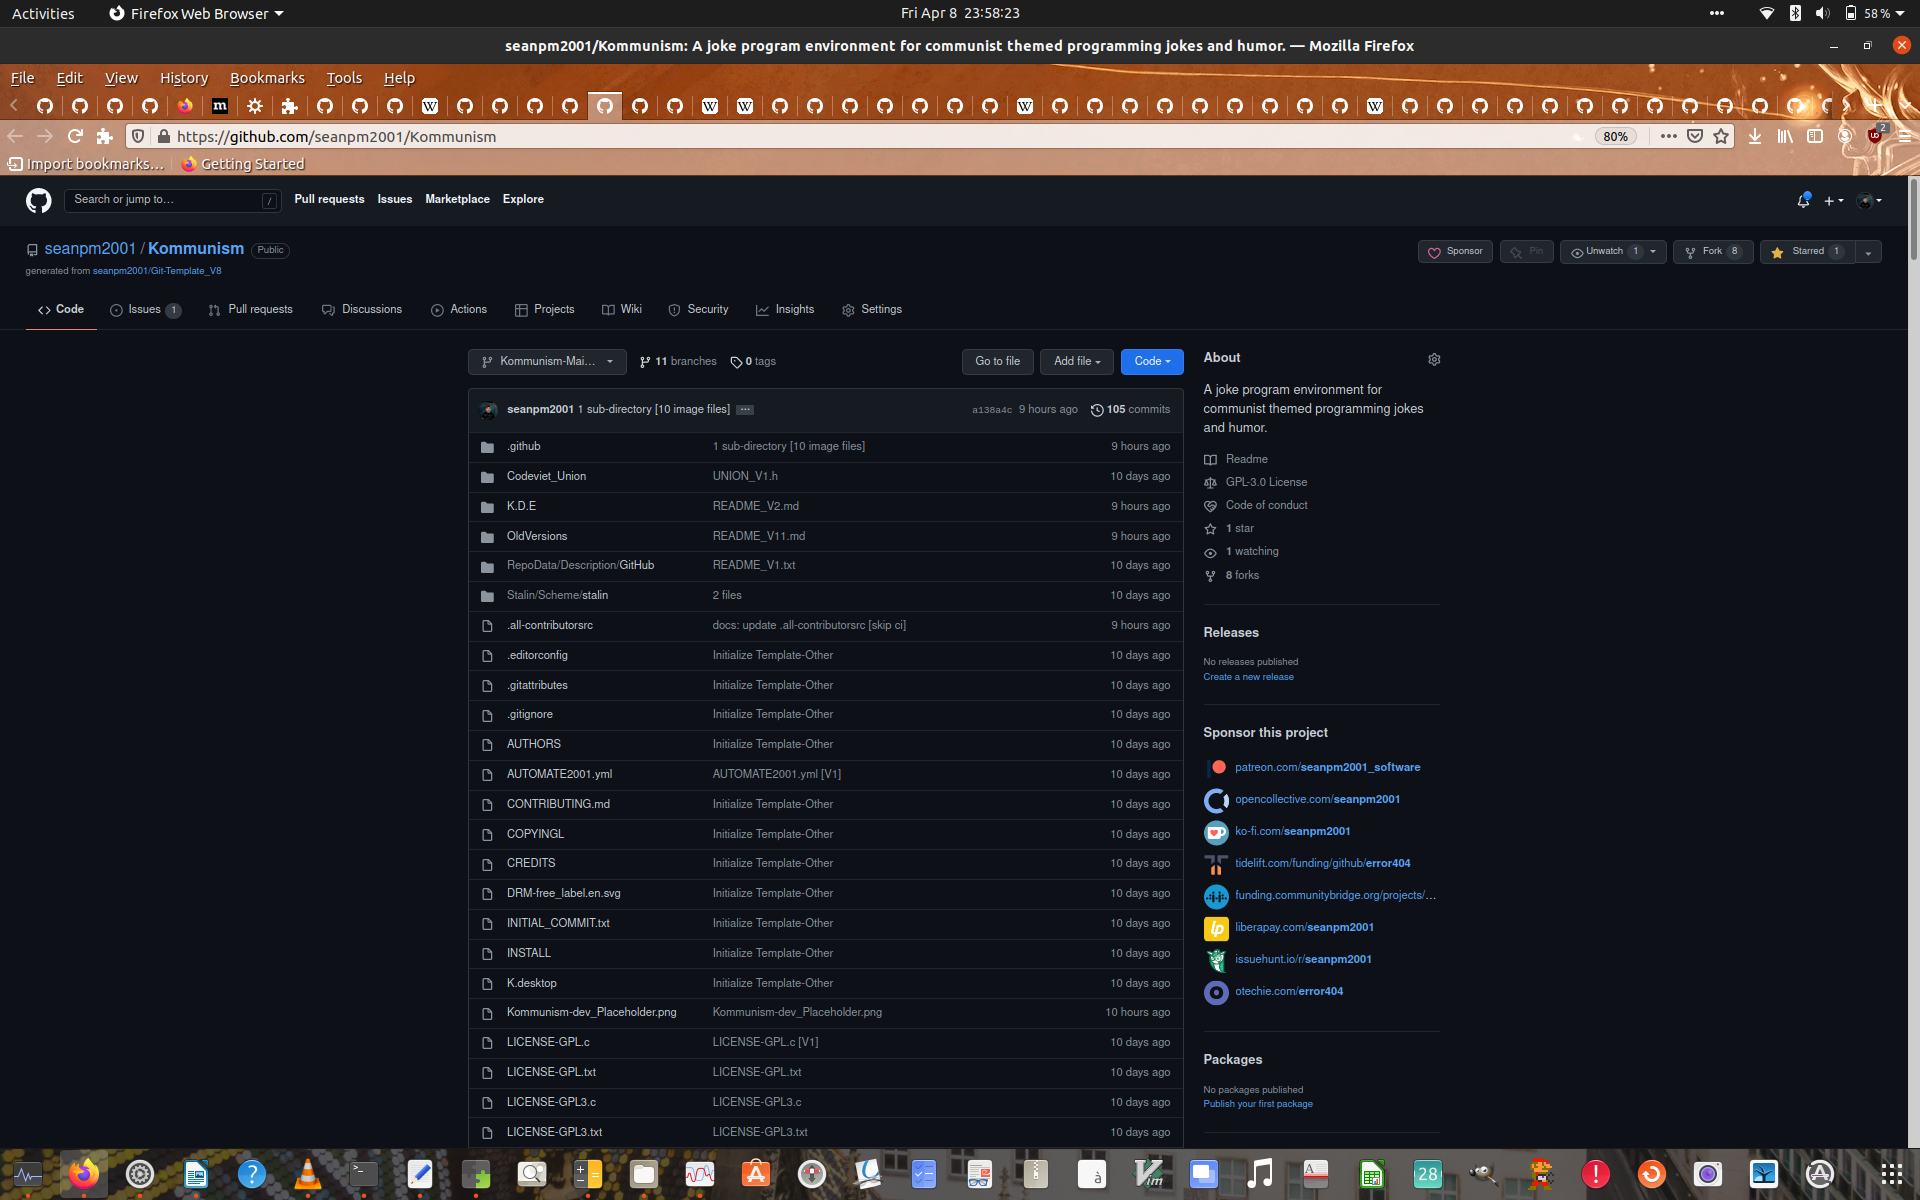 Activities
Firefox Web Browser
Fri Apr 8 23:58:23
58 %
seanpm2001/Kommunism: A joke program environment for communist themed programming jokes and humor. — Mozilla Firefox
File Edit View History Bookmarks Tools Help
https://github.com/seanpm2001/Kommunism
80%
2
Import bookmarks…
Getting Started
Search or jump to…
/
Pull requests Issues Marketplace Explore
seanpm2001 / Kommunism Public
Sponsor
Pin
Unwatch 1
Fork 8
Starred 1
generated from seanpm2001/Git-Template_V8
Code
Issues 1
Pull requests
Discussions
Actions
Projects
Wiki
Security
Insights
Settings
Kommunism-Mai…
11 branches
0 tags
Go to file
Add file
Code
seanpm2001 1 sub-directory [10 image files] …
a138a4c 9 hours ago
105 commits
.github 1 sub-directory [10 image files] 9 hours ago
Codeviet_Union UNION_V1.h 10 days ago
K.D.E README_V2.md 9 hours ago
OldVersions README_V11.md 9 hours ago
RepoData/Description/GitHub README_V1.txt 10 days ago
Stalin/Scheme/stalin 2 files 10 days ago
.all-contributorsrc docs: update .all-contributorsrc [skip ci] 9 hours ago
.editorconfig Initialize Template-Other 10 days ago
.gitattributes Initialize Template-Other 10 days ago
.gitignore Initialize Template-Other 10 days ago
AUTHORS Initialize Template-Other 10 days ago
AUTOMATE2001.yml AUTOMATE2001.yml [V1] 10 days ago
CONTRIBUTING.md Initialize Template-Other 10 days ago
COPYINGL Initialize Template-Other 10 days ago
CREDITS Initialize Template-Other 10 days ago
DRM-free_label.en.svg Initialize Template-Other 10 days ago
INITIAL_COMMIT.txt Initialize Template-Other 10 days ago
INSTALL Initialize Template-Other 10 days ago
K.desktop Initialize Template-Other 10 days ago
Kommunism-dev_Placeholder.png Kommunism-dev_Placeholder.png 10 hours ago
LICENSE-GPL.c LICENSE-GPL.c [V1] 10 days ago
LICENSE-GPL.txt LICENSE-GPL.txt 10 days ago
LICENSE-GPL3.c LICENSE-GPL3.c 10 days ago
LICENSE-GPL3.txt LICENSE-GPL3.txt 10 days ago
About
A joke program environment for
communist themed programming jokes
and humor.
Readme
GPL-3.0 License
Code of conduct
1 star
1 watching
8 forks
Releases
No releases published
Create a new release
Sponsor this project
patreon.com/seanpm2001_software
opencollective.com/seanpm2001
ko-fi.com/seanpm2001
tidelift.com/funding/github/error404
funding.communitybridge.org/projects/…
lp
liberapay.com/seanpm2001
issuehunt.io/r/seanpm2001
otechie.com/error404
Packages
No packages published
Publish your first package
28